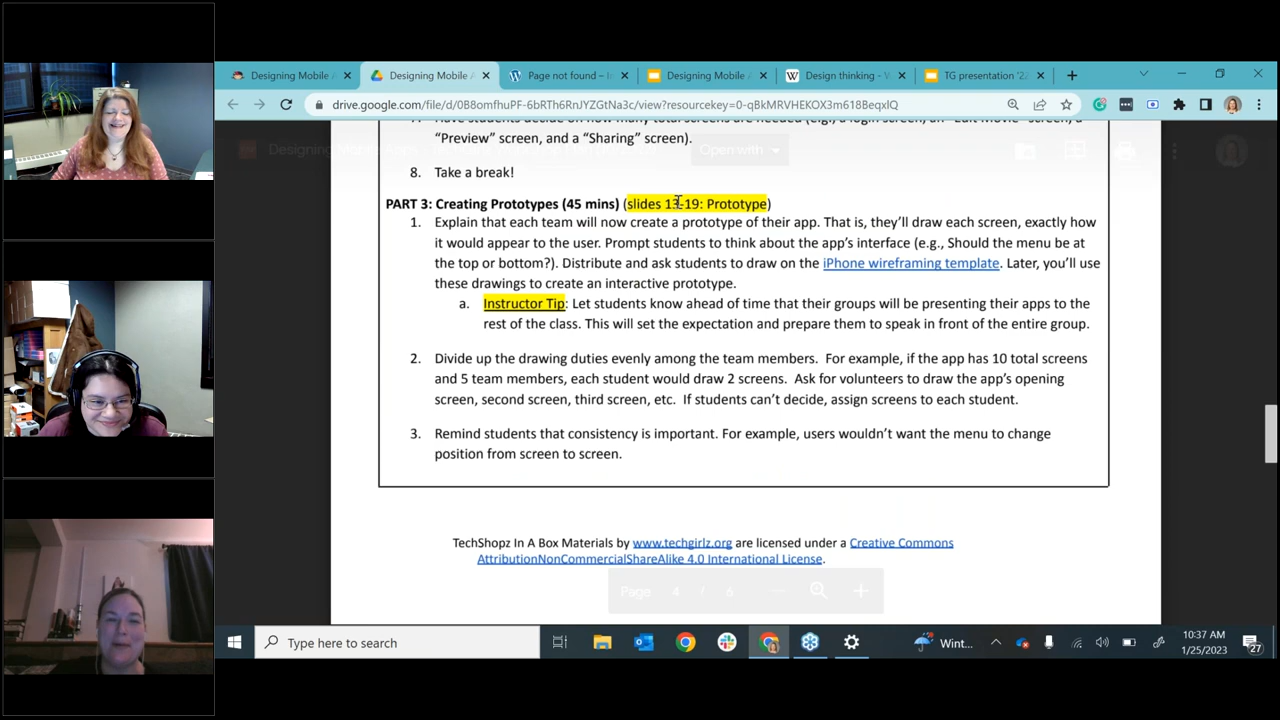 Designing Mobile A
Designing Mobile A
Page not found – In
Designing Mobile A
Design thinking - W
TG presentation '22
drive.google.com/file/d/0B8omfhuPF-6bRTh6RnJYZGtNa3c/view?resourcekey=0-qBkMRVHEK0X3m618BeqxIQ
“Preview” screen, and a “Sharing” screen).
Open with
8. Take a break!
PART 3: Creating Prototypes (45 mins) (slides 13-19: Prototype)
1. Explain that each team will now create a prototype of their app. That is, they’ll draw each screen, exactly how
it would appear to the user. Prompt students to think about the app’s interface (e.g., Should the menu be at
the top or bottom?). Distribute and ask students to draw on the iPhone wireframing template. Later, you’ll use
these drawings to create an interactive prototype.
a. Instructor Tip: Let students know ahead of time that their groups will be presenting their apps to the
rest of the class. This will set the expectation and prepare them to speak in front of the entire group.
2. Divide up the drawing duties evenly among the team members. For example, if the app has 10 total screens
and 5 team members, each student would draw 2 screens. Ask for volunteers to draw the app’s opening
screen, second screen, third screen, etc. If students can’t decide, assign screens to each student.
3. Remind students that consistency is important. For example, users wouldn’t want the menu to change
position from screen to screen.
TechShopz In A Box Materials by www.techgirlz.org are licensed under a Creative Commons
AttributionNonCommercialShareAlike 4.0 International License.
Page 4 / 6
Type here to search
Wint...
10:37 AM
1/25/2023
27